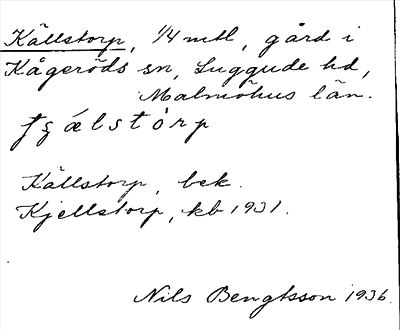 Källstorp, 1/4 mtl, gård i
Kågeröds sn, Luggude hd,
Malmöhus län.
Källstorp, bek.
Kjellstorp, kb 1931.
Nils Bengtsson 1936.